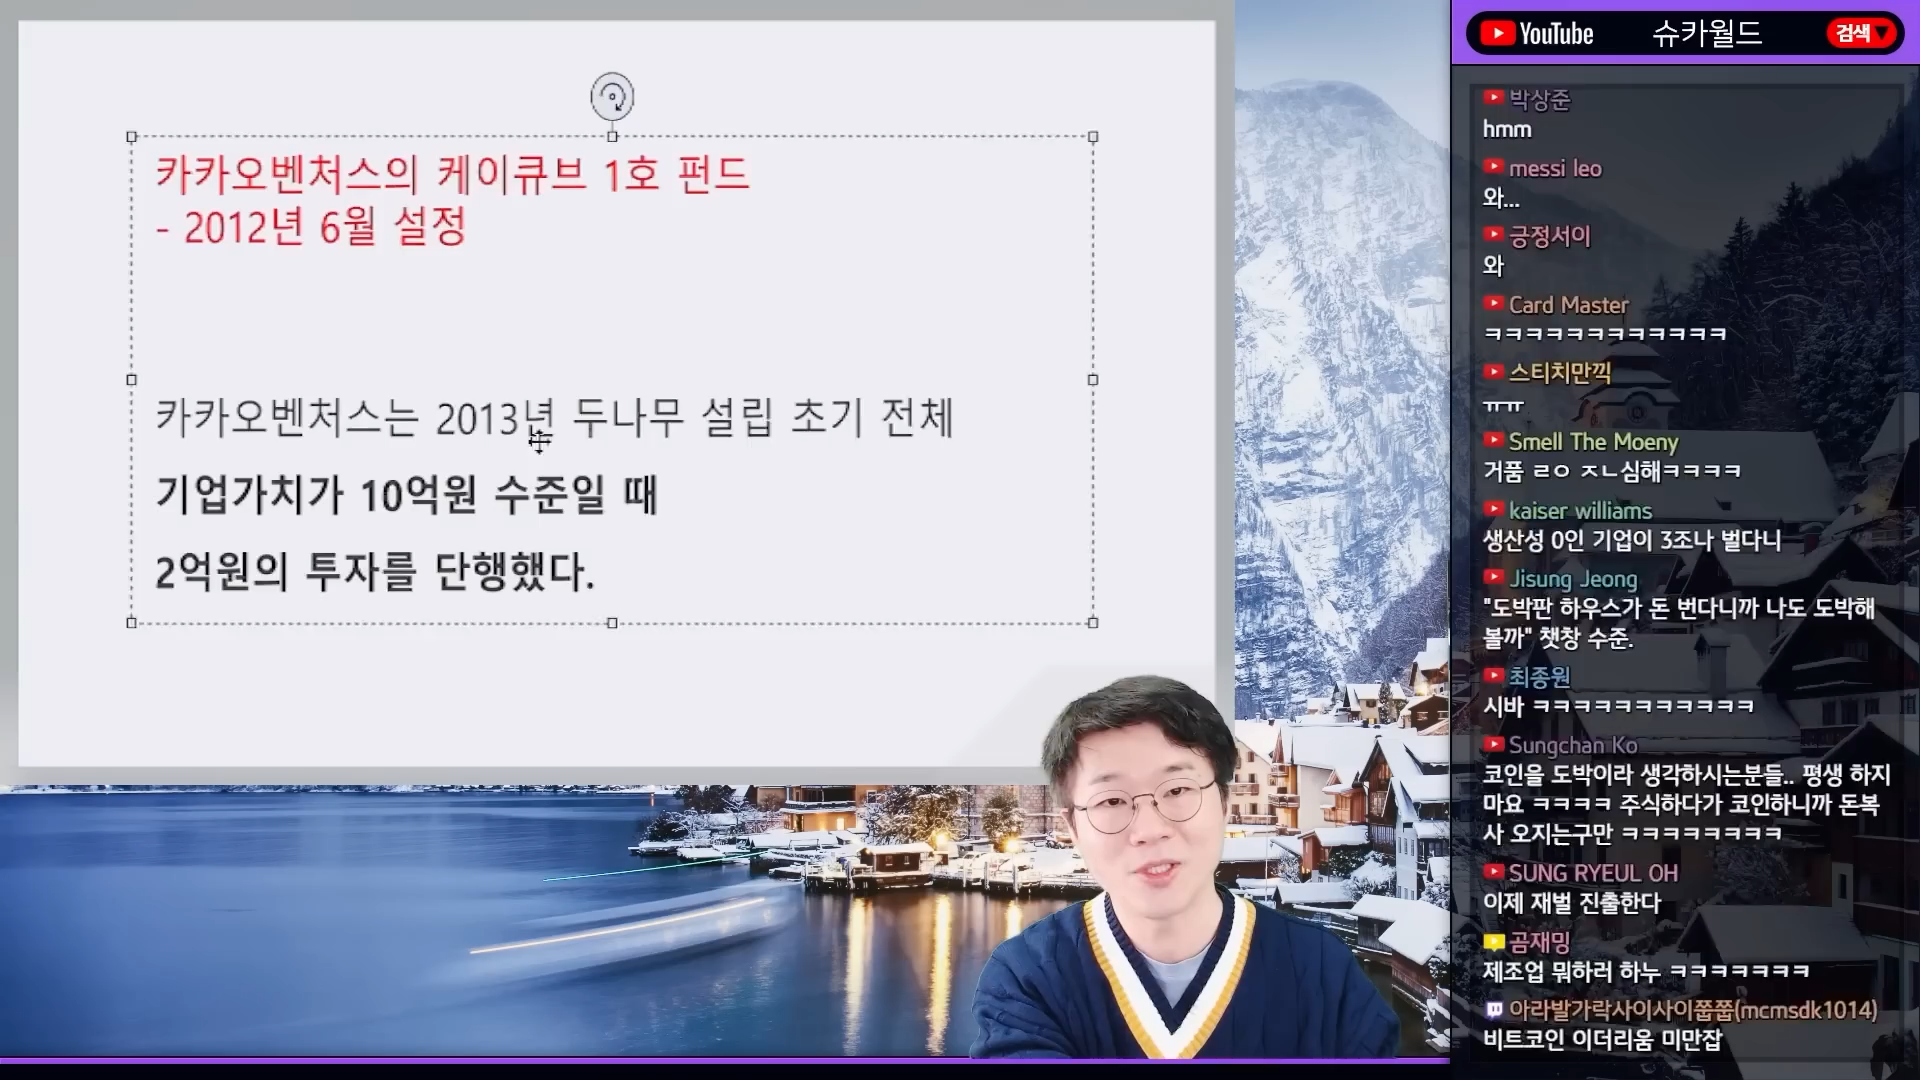 카카오벤처스의 케이큐브 1호 펀드
- 2012년 6월 설정
카카오벤처스는 2013년 두나무 설립 초기 전체
기업가치가 10억원 수준일 때
2억원의 투자를 단행했다.
YouTube 슈카월드 검색▼
박상준
hmm
messi leo
와...
긍정서이
와
Card Master
ㅋㅋㅋㅋㅋㅋㅋㅋㅋㅋㅋㅋ
스티치만끽
ㅠㅠ
Smell The Moeny
거품 ㄹㅇ ㅈㄴ심해ㅋㅋㅋㅋ
kaiser williams
생산성 0인 기업이 3조나 벌다니
Jisung Jeong
"도박판 하우스가 돈 번다니까 나도 도박해
볼까" 챗창 수준.
최종원
시바 ㅋㅋㅋㅋㅋㅋㅋㅋㅋㅋㅋ
Sungchan Ko
코인을 도박이라 생각하시는분들.. 평생 하지
마요 ㅋㅋㅋㅋ 주식하다가 코인하니까 돈복
사 오지는구만 ㅋㅋㅋㅋㅋㅋㅋㅋ
SUNG RYEUL OH
이제 재벌 진출한다
곰재밍
제조업 뭐하러 하누 ㅋㅋㅋㅋㅋㅋㅋ
아라발가락사이사이쭙쭙(mcmsdk1014)
비트코인 이더리움 미만잡